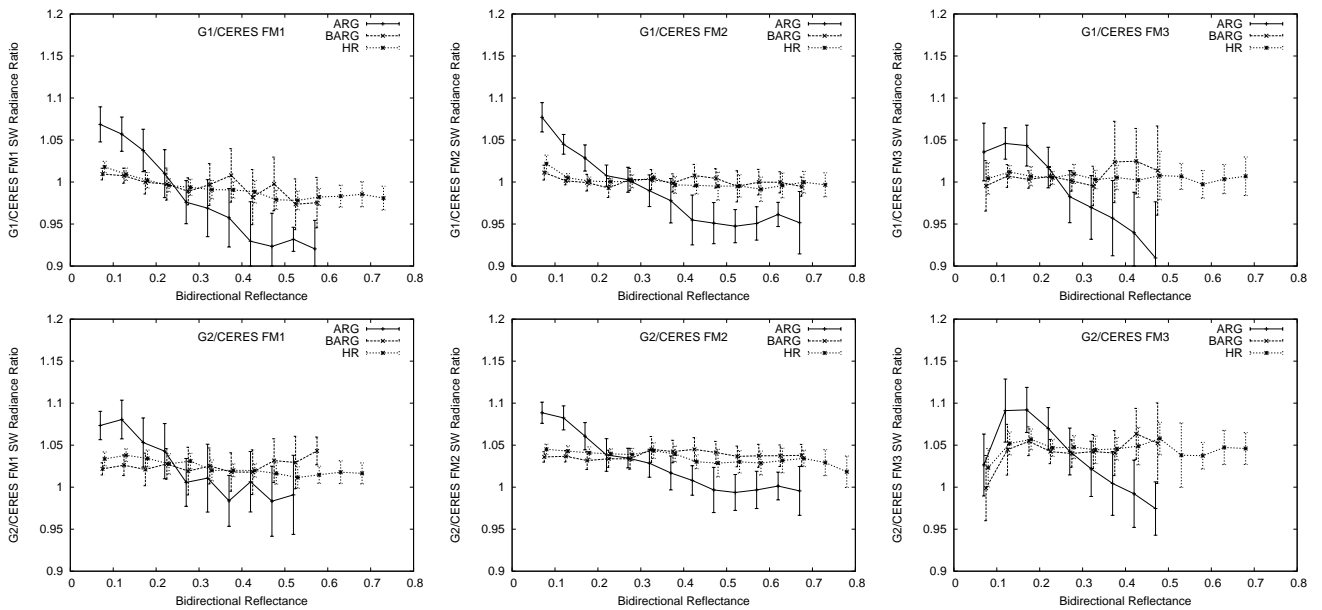 G1/CERES FM1 SW Radiance Ratio
1.2
1.15
1.1
1.05
1
0.95
0.9
G1/CERES FM1
ARG
BARG
HR
0 0.1 0.2 0.3 0.4 0.5 0.6 0.7 0.8
Bidirectional Reflectance
G1/CERES FM2 SW Radiance Ratio
1.2
1.15
1.1
1.05
1
0.95
0.9
G1/CERES FM2
ARG
BARG
HR
0 0.1 0.2 0.3 0.4 0.5 0.6 0.7 0.8
Bidirectional Reflectance
G1/CERES FM3 SW Radiance Ratio
1.2
1.15
1.1
1.05
1
0.95
0.9
G1/CERES FM3
ARG
BARG
HR
0 0.1 0.2 0.3 0.4 0.5 0.6 0.7 0.8
Bidirectional Reflectance
G2/CERES FM1 SW Radiance Ratio
1.2
1.15
1.1
1.05
1
0.95
0.9
G2/CERES FM1
ARG
BARG
HR
0 0.1 0.2 0.3 0.4 0.5 0.6 0.7 0.8
Bidirectional Reflectance
G2/CERES FM2 SW Radiance Ratio
1.2
1.15
1.1
1.05
1
0.95
0.9
G2/CERES FM2
ARG
BARG
HR
0 0.1 0.2 0.3 0.4 0.5 0.6 0.7 0.8
Bidirectional Reflectance
G2/CERES FM3 SW Radiance Ratio
1.2
1.15
1.1
1.05
1
0.95
0.9
G2/CERES FM3
ARG
BARG
HR
0 0.1 0.2 0.3 0.4 0.5 0.6 0.7 0.8
Bidirectional Reflectance